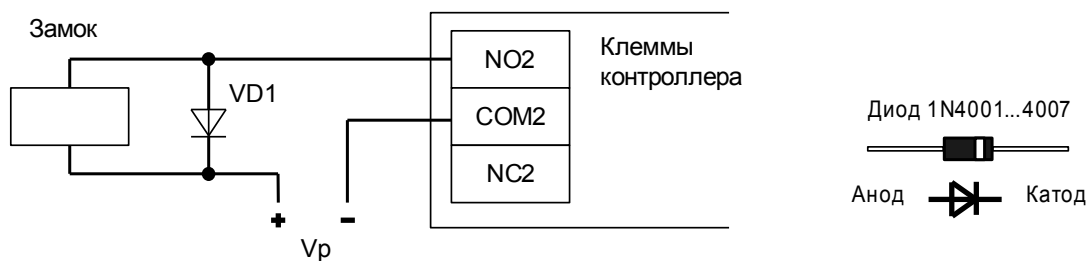 Замок
VD1
+
-
Vp
NO2
COM2
NC2
Клеммы
контроллера
Диод 1N4001...4007
Анод
Катод